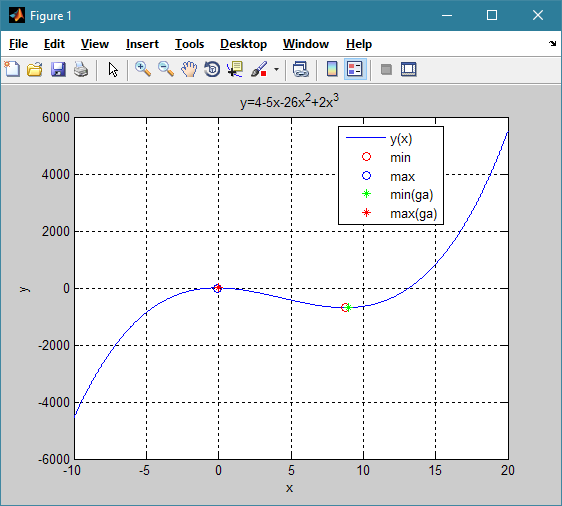 Figure 1
File Edit View Insert Tools Desktop Window Help
y=4-5x-26x²+2x³
y(x)
min
max
min(ga)
max(ga)
6000
4000
2000
0
-2000
-4000
-6000
y
-10 -5 0 5 10 15 20
x